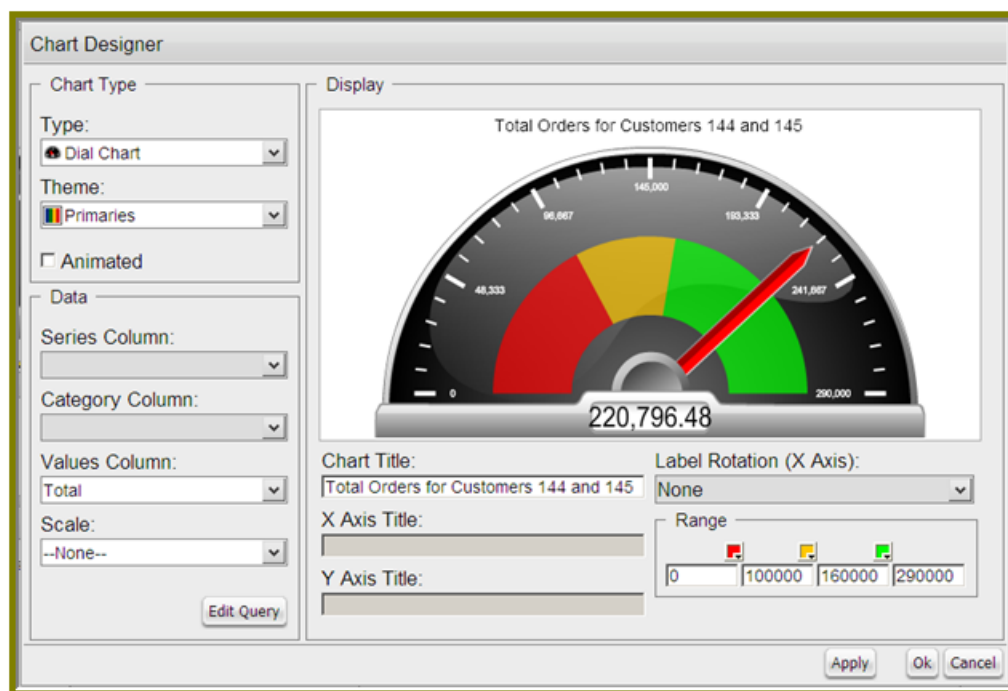 Chart Designer
Chart Type
Type:
Dial Chart
Theme:
Primaries
Animated
Data
Series Column:
Category Column:
Values Column:
Total
Scale:
--None--
Edit Query
Display
Total Orders for Customers 144 and 145
145,000
96,667
193,333
48,333
241,667
0
290,000
220,796.48
Chart Title:
Total Orders for Customers 144 and 145
X Axis Title:
Y Axis Title:
Label Rotation (X Axis):
None
Range
0 100000 160000 290000
Apply Ok Cancel